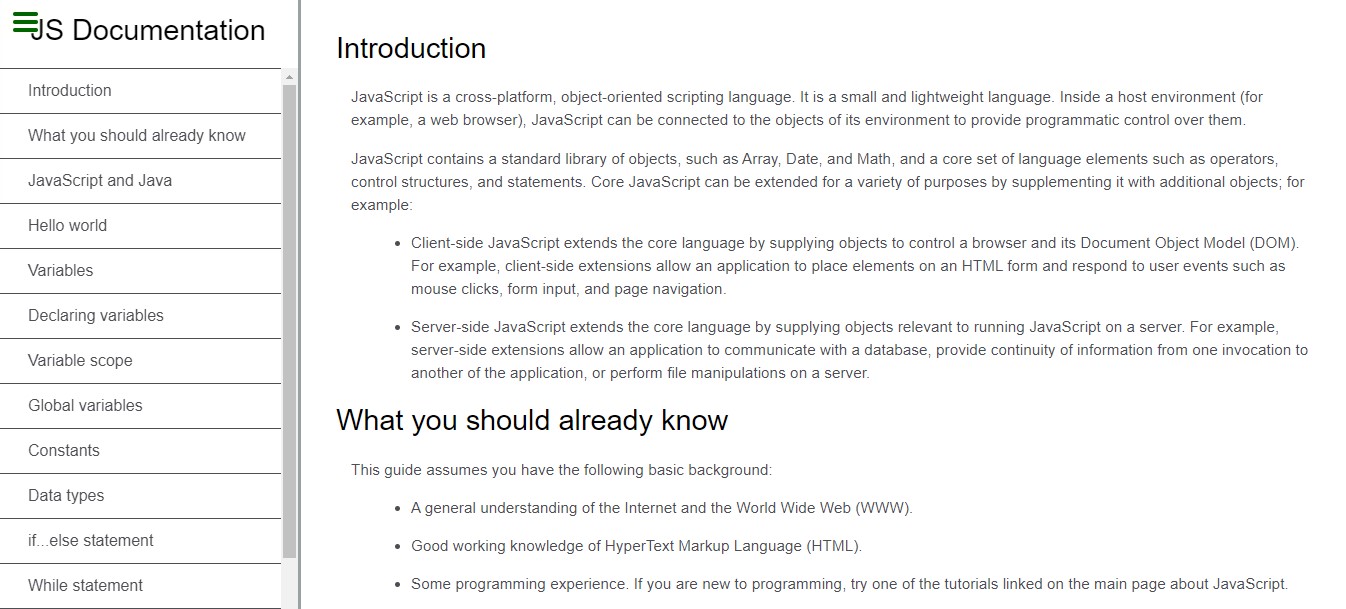 JS Documentation
Introduction
What you should already know
JavaScript and Java
Hello world
Variables
Declaring variables
Variable scope
Global variables
Constants
Data types
if...else statement
While statement
Introduction
JavaScript is a cross-platform, object-oriented scripting language. It is a small and lightweight language. Inside a host environment (for
example, a web browser), JavaScript can be connected to the objects of its environment to provide programmatic control over them.
JavaScript contains a standard library of objects, such as Array, Date, and Math, and a core set of language elements such as operators,
control structures, and statements. Core JavaScript can be extended for a variety of purposes by supplementing it with additional objects; for
example:
• Client-side JavaScript extends the core language by supplying objects to control a browser and its Document Object Model (DOM).
For example, client-side extensions allow an application to place elements on an HTML form and respond to user events such as
mouse clicks, form input, and page navigation.
• Server-side JavaScript extends the core language by supplying objects relevant to running JavaScript on a server. For example,
server-side extensions allow an application to communicate with a database, provide continuity of information from one invocation to
another of the application, or perform file manipulations on a server.
What you should already know
This guide assumes you have the following basic background:
• A general understanding of the Internet and the World Wide Web (WWW).
• Good working knowledge of HyperText Markup Language (HTML).
• Some programming experience. If you are new to programming, try one of the tutorials linked on the main page about JavaScript.